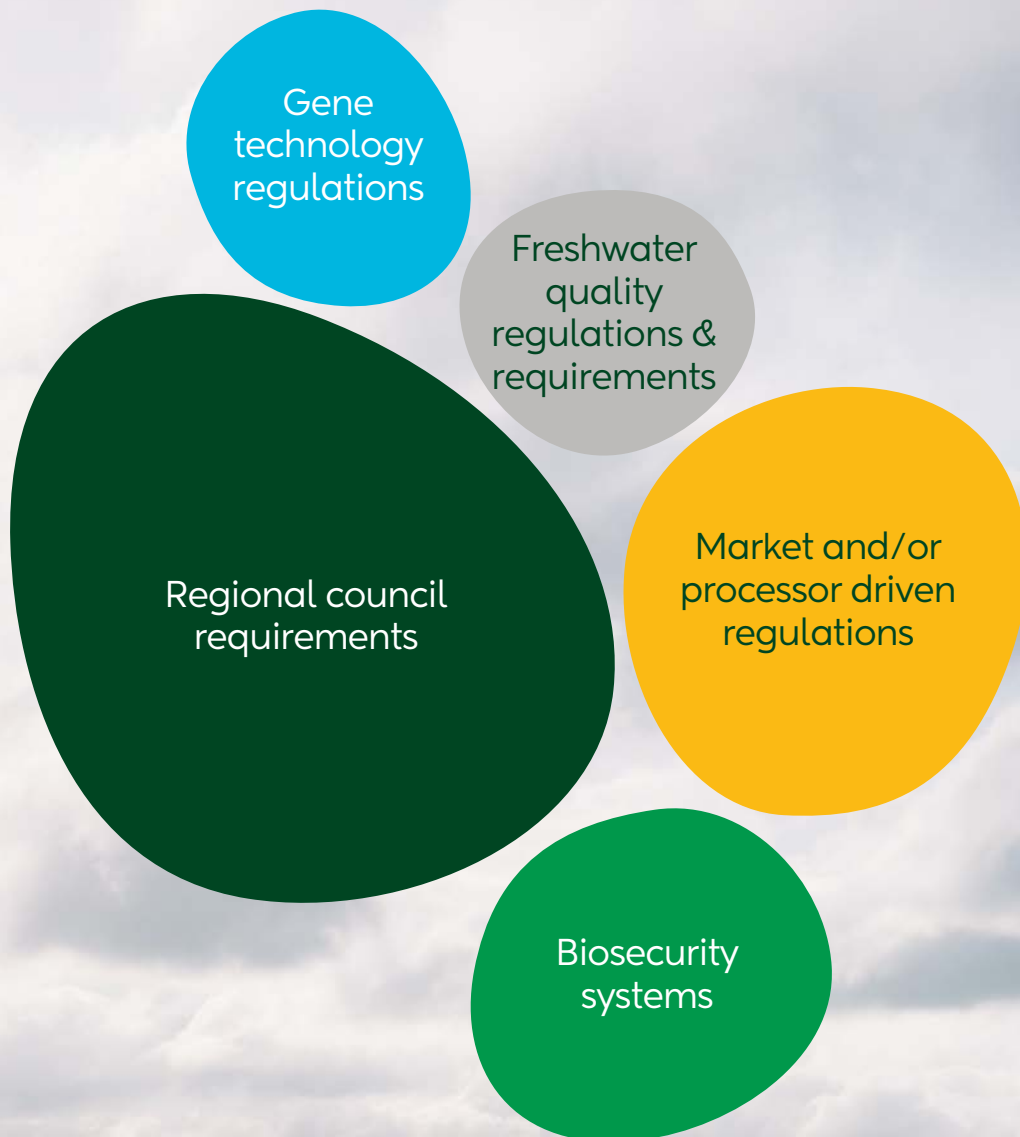 Gene
technology
regulations
Freshwater
quality
regulations &
requirements
Regional council
requirements
Market and/or
processor driven
regulations
Biosecurity
systems